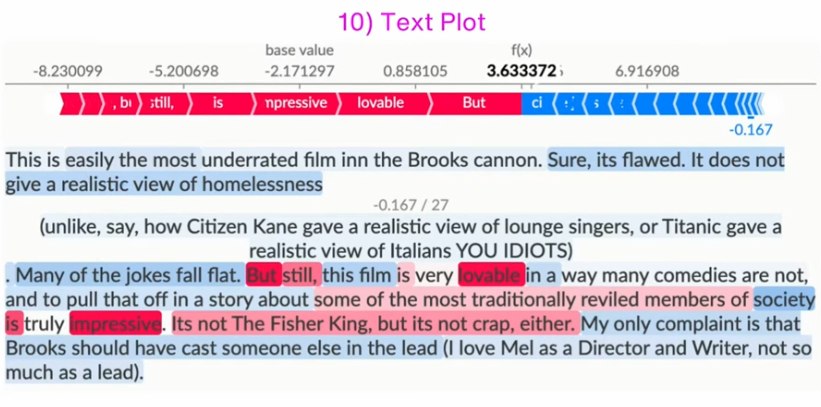 10) Text Plot
base value f(x)
-8.230099 -5.200698 -2.171297 0.858105 3.633372 6.916908
, bu still, is mpressive lovable But ci
-0.167
This is easily the most underrated film inn the Brooks cannon. Sure, its flawed. It does not
give a realistic view of homelessness
-0.167 / 27
(unlike, say, how Citizen Kane gave a realistic view of lounge singers, or Titanic gave a
realistic view of Italians YOU IDIOTS)
. Many of the jokes fall flat. But still, this film is very lovable in a way many comedies are not,
and to pull that off in a story about some of the most traditionally reviled members of society
is truly impressive. Its not The Fisher King, but its not crap, either. My only complaint is that
Brooks should have cast someone else in the lead (I love Mel as a Director and Writer, not so
much as a lead).